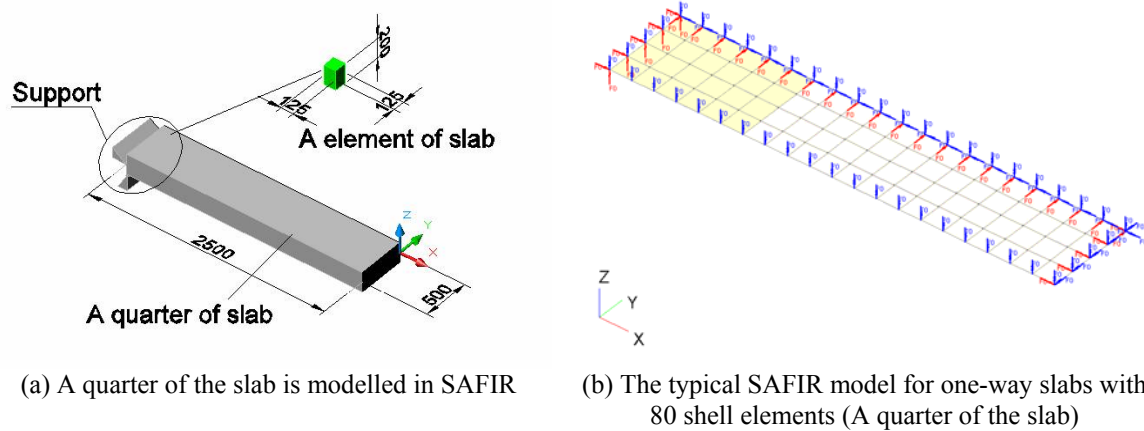 300
125
125
Support
A element of slab
Z
Y
X
2500
500
A quarter of slab
Z
Y
X
(a) A quarter of the slab is modelled in SAFIR
(b) The typical SAFIR model for one-way slabs with
80 shell elements (A quarter of the slab)